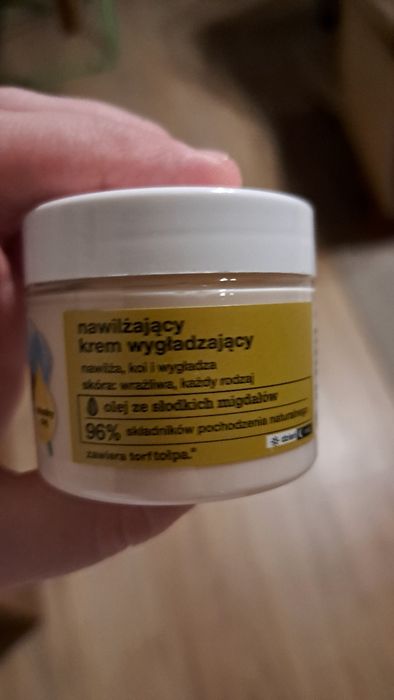 nawilżający
krem wygładzający
nawilża, koi i wygładza
skóra: wrażliwa, każdy rodzaj
olej ze słodkich migdałów
96% składników pochodzenia naturalnego
dzień
zawiera torf tołpa.®